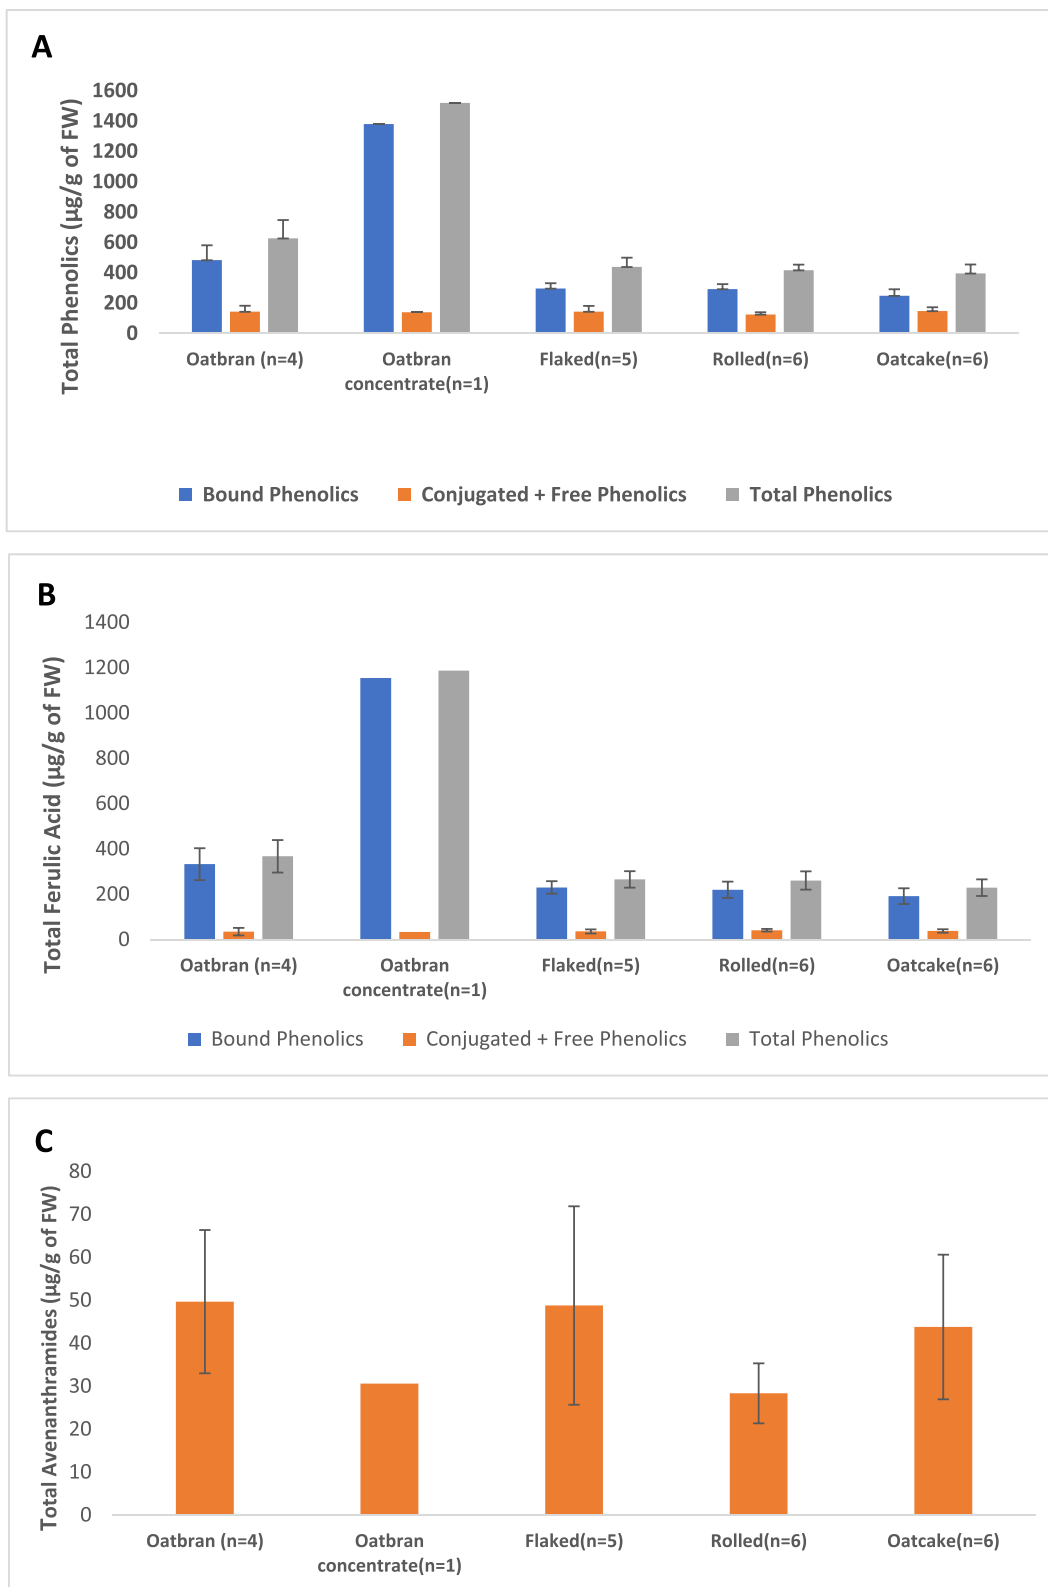 A
Total Phenolics (µg/g of FW)
1600
1400
1200
1000
800
600
400
200
0
Oatbran (n=4)
Oatbran
concentrate(n=1)
Flaked(n=5)
Rolled(n=6)
Oatcake(n=6)
Bound Phenolics
Conjugated + Free Phenolics
Total Phenolics
B
Total Ferulic Acid (µg/g of FW)
1400
1200
1000
800
600
400
200
0
Oatbran (n=4)
Oatbran
concentrate(n=1)
Flaked(n=5)
Rolled(n=6)
Oatcake(n=6)
Bound Phenolics
Conjugated + Free Phenolics
Total Phenolics
C
Total Avenanthramides (µg/g of FW)
80
70
60
50
40
30
20
10
0
Oatbran (n=4)
Oatbran
concentrate(n=1)
Flaked(n=5)
Rolled(n=6)
Oatcake(n=6)